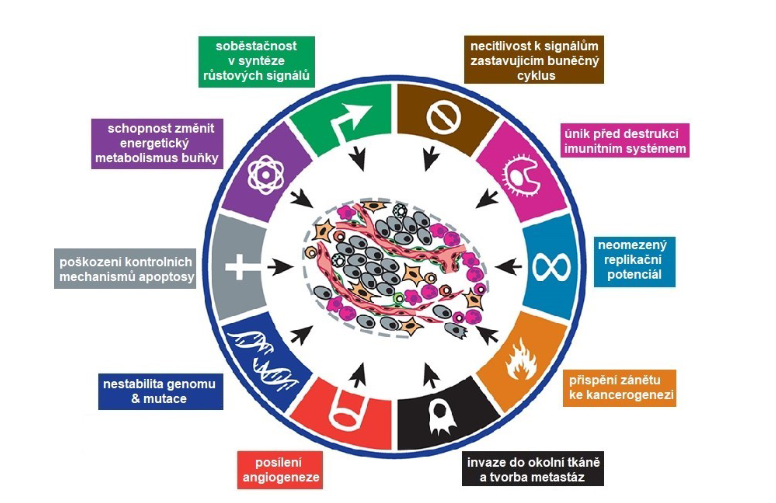 soběstačnost
v syntéze
růstových signálů
necitlivost k signálům
zastavujícím buněčný
cyklus
schopnost změnit
energetický
metabolismus buňky
únik před destrukcí
imunitním systémem
poškození kontrolních
mechanismů apoptosy
neomezený
replikační
potenciál
nestabilita genomu
& mutace
přispění zánětu
ke kancerogenezi
posílení
angiogeneze
invaze do okolní tkáně
a tvorba metastáz